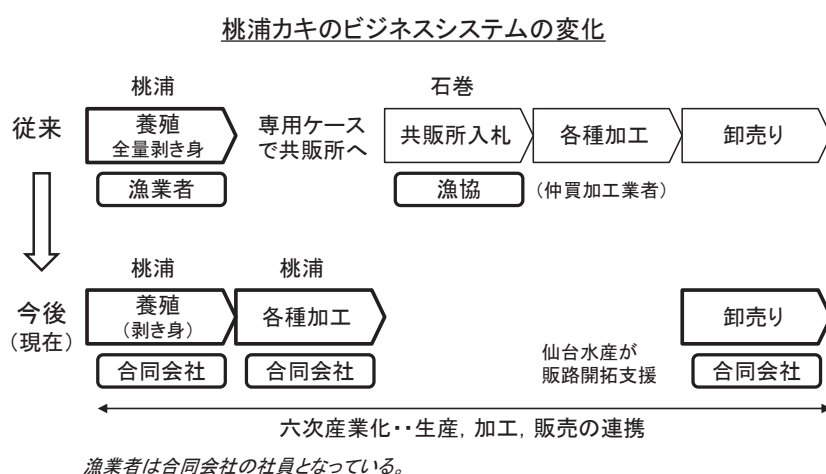 桃浦カキのビジネスシステムの変化
桃浦
石巻
従来
養殖
全量剥き身
専用ケース
で共販所へ
共販所入札
各種加工
卸売り
漁業者
漁協
（仲買加工業者）
桃浦
桃浦
今後
（現在）
養殖
（剥き身）
各種加工
卸売り
合同会社
合同会社
仙台水産が
販路開拓支援
合同会社
六次産業化・・生産，加工，販売の連携
漁業者は合同会社の社員となっている。